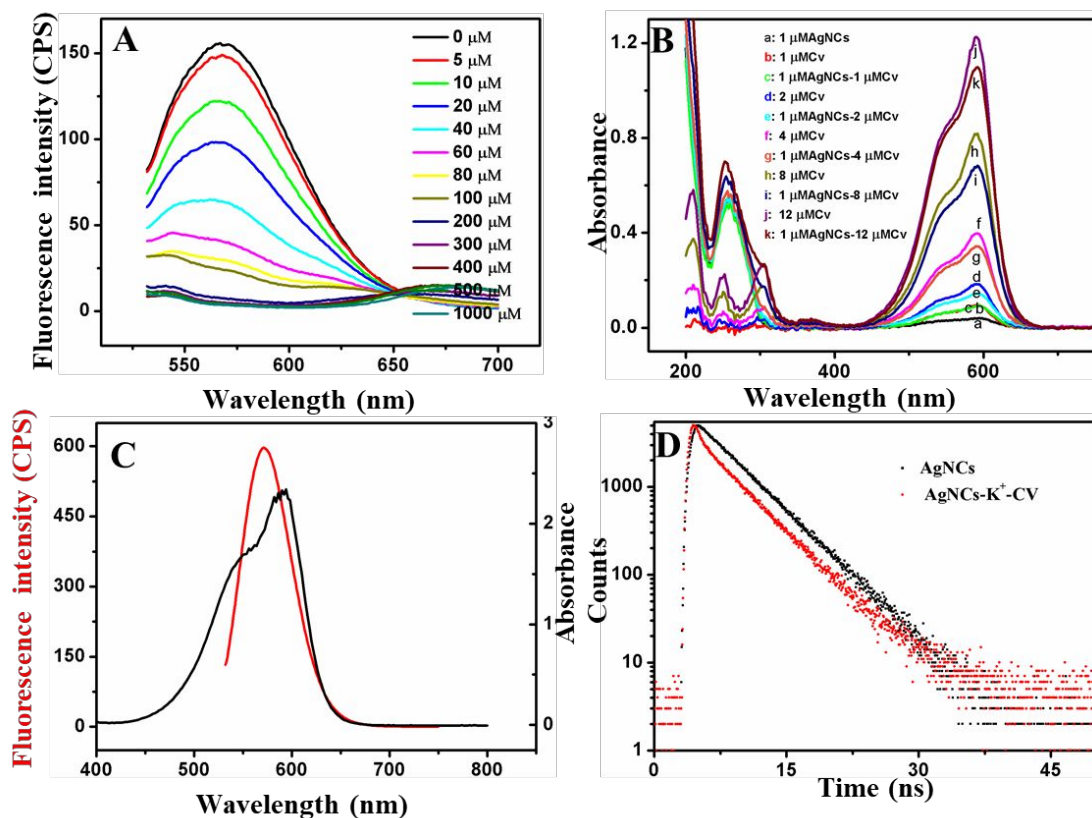 A
Fluorescence intensity (CPS)
150
100
50
0
550
600
650
700
Wavelength (nm)
0 μM
5 μM
10 μM
20 μM
40 μM
60 μM
80 μM
100 μM
200 μM
300 μM
400 μM
500 μM
1000 μM
B
Absorbance
1.2
0.8
0.4
0.0
200
400
600
Wavelength (nm)
a: 1 μMAgNCs
b: 1 μMCv
c: 1 μMAgNCs-1 μMCv
d: 2 μMCv
e: 1 μMAgNCs-2 μMCv
f: 4 μMCv
g: 1 μMAgNCs-4 μMCv
h: 8 μMCv
i: 1 μMAgNCs-8 μMCv
j: 12 μMCv
k: 1 μMAgNCs-12 μMCv
j
k
h
i
f
g
d
e
c b
a
C
Fluorescence intensity (CPS)
600
450
300
150
0
400
500
600
700
800
Wavelength (nm)
3
2
1
0
Absorbance
D
Counts
1000
100
10
1
0
15
30
45
Time (ns)
AgNCs
AgNCs-K⁺-CV